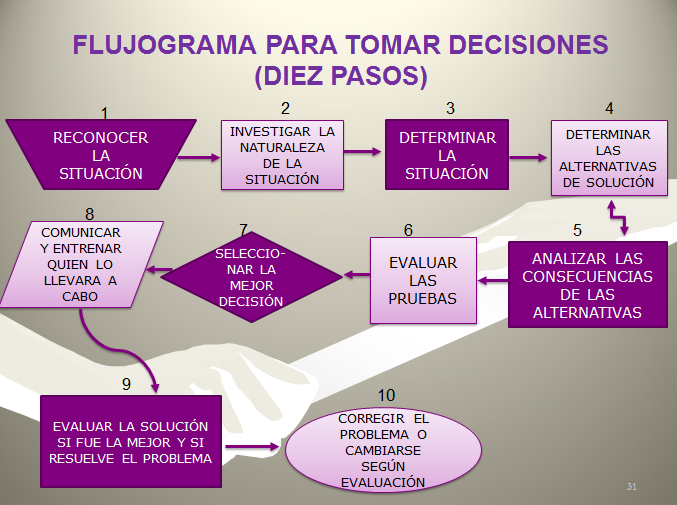 FLUJOGRAMA PARA TOMAR DECISIONES
(DIEZ PASOS)
1
RECONOCER
LA
SITUACIÓN
2
INVESTIGAR LA
NATURALEZA
DE LA
SITUACIÓN
3
DETERMINAR
LA
SITUACIÓN
4
DETERMINAR
LAS
ALTERNATIVAS
DE SOLUCIÓN
5
ANALIZAR LAS
CONSECUENCIAS
DE LAS
ALTERNATIVAS
6
EVALUAR
LAS
PRUEBAS
7
SELECCIO-
NAR LA
MEJOR
DECISIÓN
8
COMUNICAR
Y ENTRENAR
QUIEN LO
LLEVARA A
CABO
9
EVALUAR LA SOLUCIÓN
SI FUE LA MEJOR Y SI
RESUELVE EL PROBLEMA
10
CORREGIR EL
PROBLEMA O
CAMBIARSE
SEGÚN
EVALUACIÓN
31